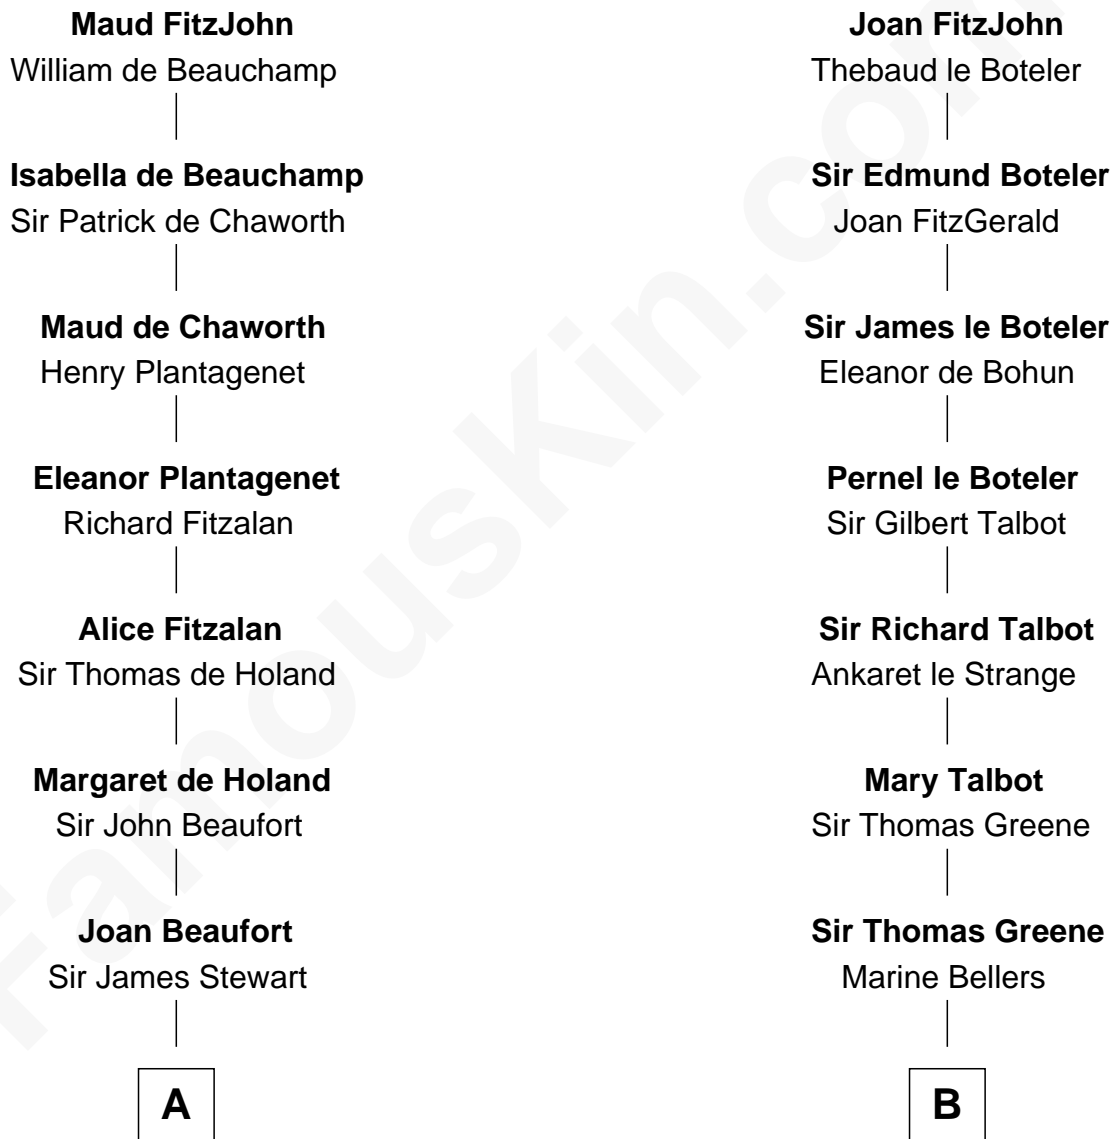 Maud FitzJohn
William de Beauchamp
Isabella de Beauchamp
Sir Patrick de Chaworth
Maud de Chaworth
Henry Plantagenet
Eleanor Plantagenet
Richard Fitzalan
Alice Fitzalan
Sir Thomas de Holand
Margaret de Holand
Sir John Beaufort
Joan Beaufort
Sir James Stewart
A
Joan FitzJohn
Thebaud le Boteler
Sir Edmund Boteler
Joan FitzGerald
Sir James le Boteler
Eleanor de Bohun
Pernel le Boteler
Sir Gilbert Talbot
Sir Richard Talbot
Ankaret le Strange
Mary Talbot
Sir Thomas Greene
Sir Thomas Greene
Marine Bellers
B
FamousKin.com